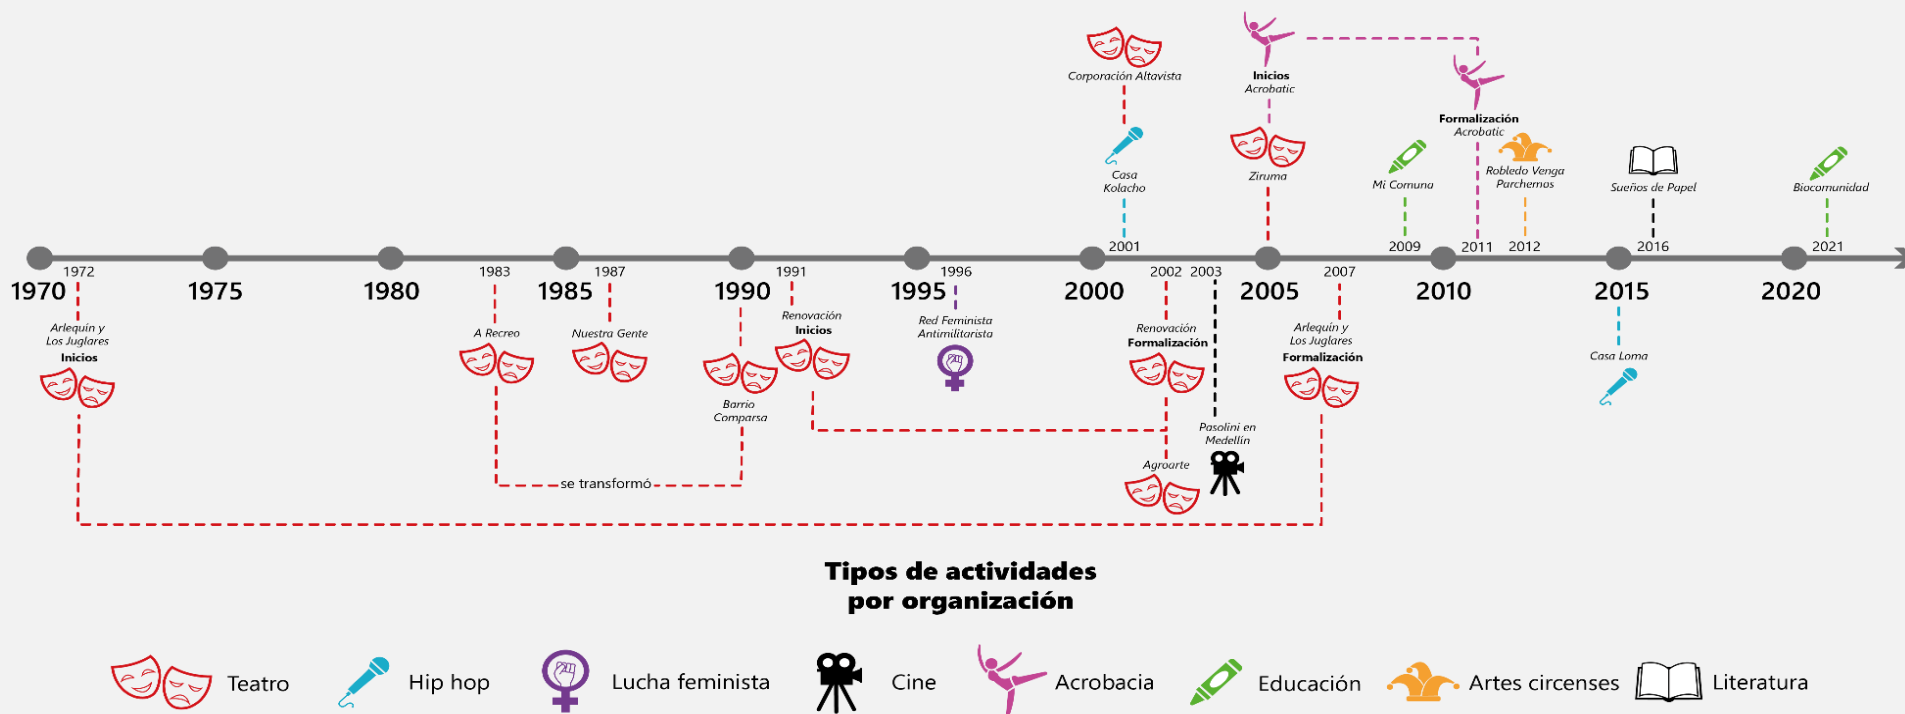 Corporación Altavista
Casa
Kolacho
2001
Inicios
Acrobatic
Ziruma
Formalización
Acrobatic
Mi Comuna
2009
2011
Robledo Venga
Parchemos
2012
Sueños de Papel
2016
Biocomunidad
2021
1970
1975
1980
1985
1990
1995
2000
2005
2010
2015
2020
1972
Arlequín y
Los Juglares
Inicios
1983
A Recreo
1987
Nuestra Gente
Barrio
Comparsa
se transformó
1991
Renovación
Inicios
1996
Red Feminista
Antimilitarista
2002
Renovación
Formalización
Agroarte
2003
Pasolini en
Medellín
2007
Arlequín y
Los Juglares
Formalización
Casa Loma
Tipos de actividades
por organización
Teatro
Hip hop
Lucha feminista
Cine
Acrobacia
Educación
Artes circenses
Literatura